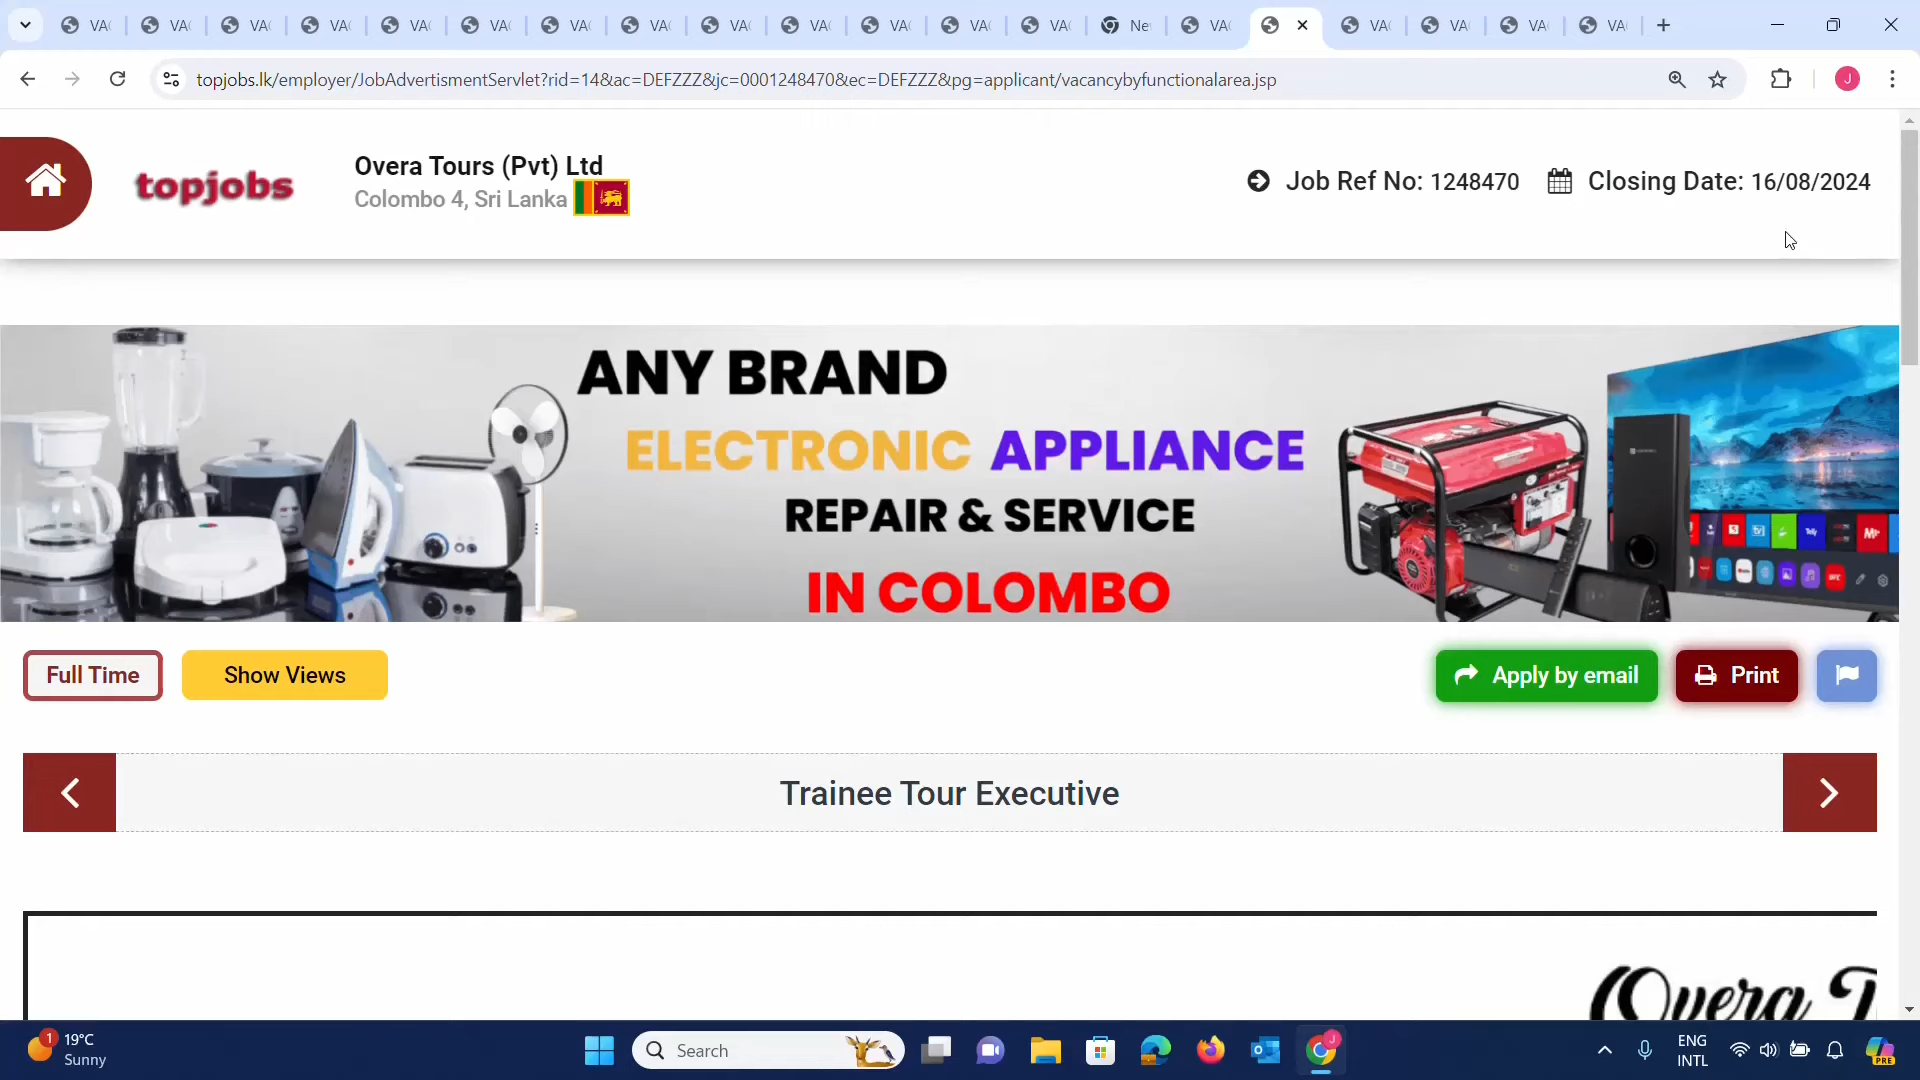 VA VA VA VA VA VA VA VA VA VA VA VA VA Ne VA VA VA VA VA
topjobs.lk/employer/JobAdvertismentServlet?rid=14&ac=DEFZZZ&jc=0001248470&ec=DEFZZZ&pg=applicant/vacancybyfunctionalarea.jsp
J
topjobs
Overa Tours (Pvt) Ltd
Colombo 4, Sri Lanka
Job Ref No: 1248470
Closing Date: 16/08/2024
ANY BRAND
ELECTRONIC APPLIANCE
REPAIR & SERVICE
IN COLOMBO
Full Time
Show Views
Apply by email
Print
Trainee Tour Executive
Overa T
1
19°C
Sunny
Search
J
ENG
INTL
PRE